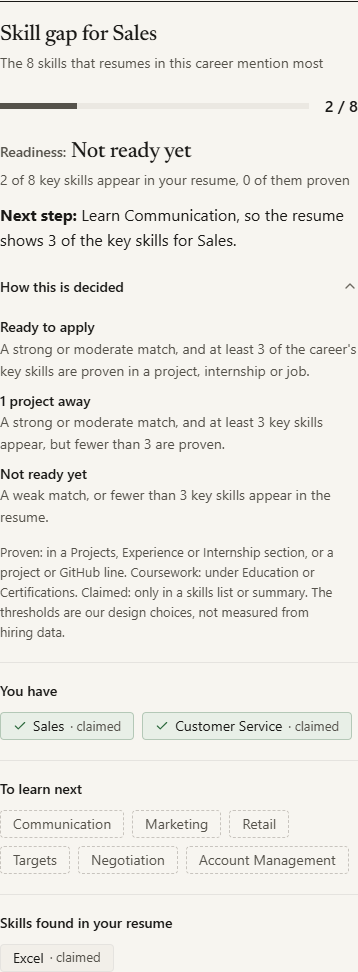 Skill gap for Sales
The 8 skills that resumes in this career mention most
2 / 8
Readiness: Not ready yet
2 of 8 key skills appear in your resume, 0 of them proven
Next step: Learn Communication, so the resume
shows 3 of the key skills for Sales.
How this is decided
Ready to apply
A strong or moderate match, and at least 3 of the career's
key skills are proven in a project, internship or job.
1 project away
A strong or moderate match, and at least 3 key skills
appear, but fewer than 3 are proven.
Not ready yet
A weak match, or fewer than 3 key skills appear in the
resume.
Proven: in a Projects, Experience or Internship section, or a
project or GitHub line. Coursework: under Education or
Certifications. Claimed: only in a skills list or summary. The
thresholds are our design choices, not measured from
hiring data.
You have
Sales · claimed Customer Service · claimed
To learn next
Communication Marketing Retail
Targets Negotiation Account Management
Skills found in your resume
Excel · claimed